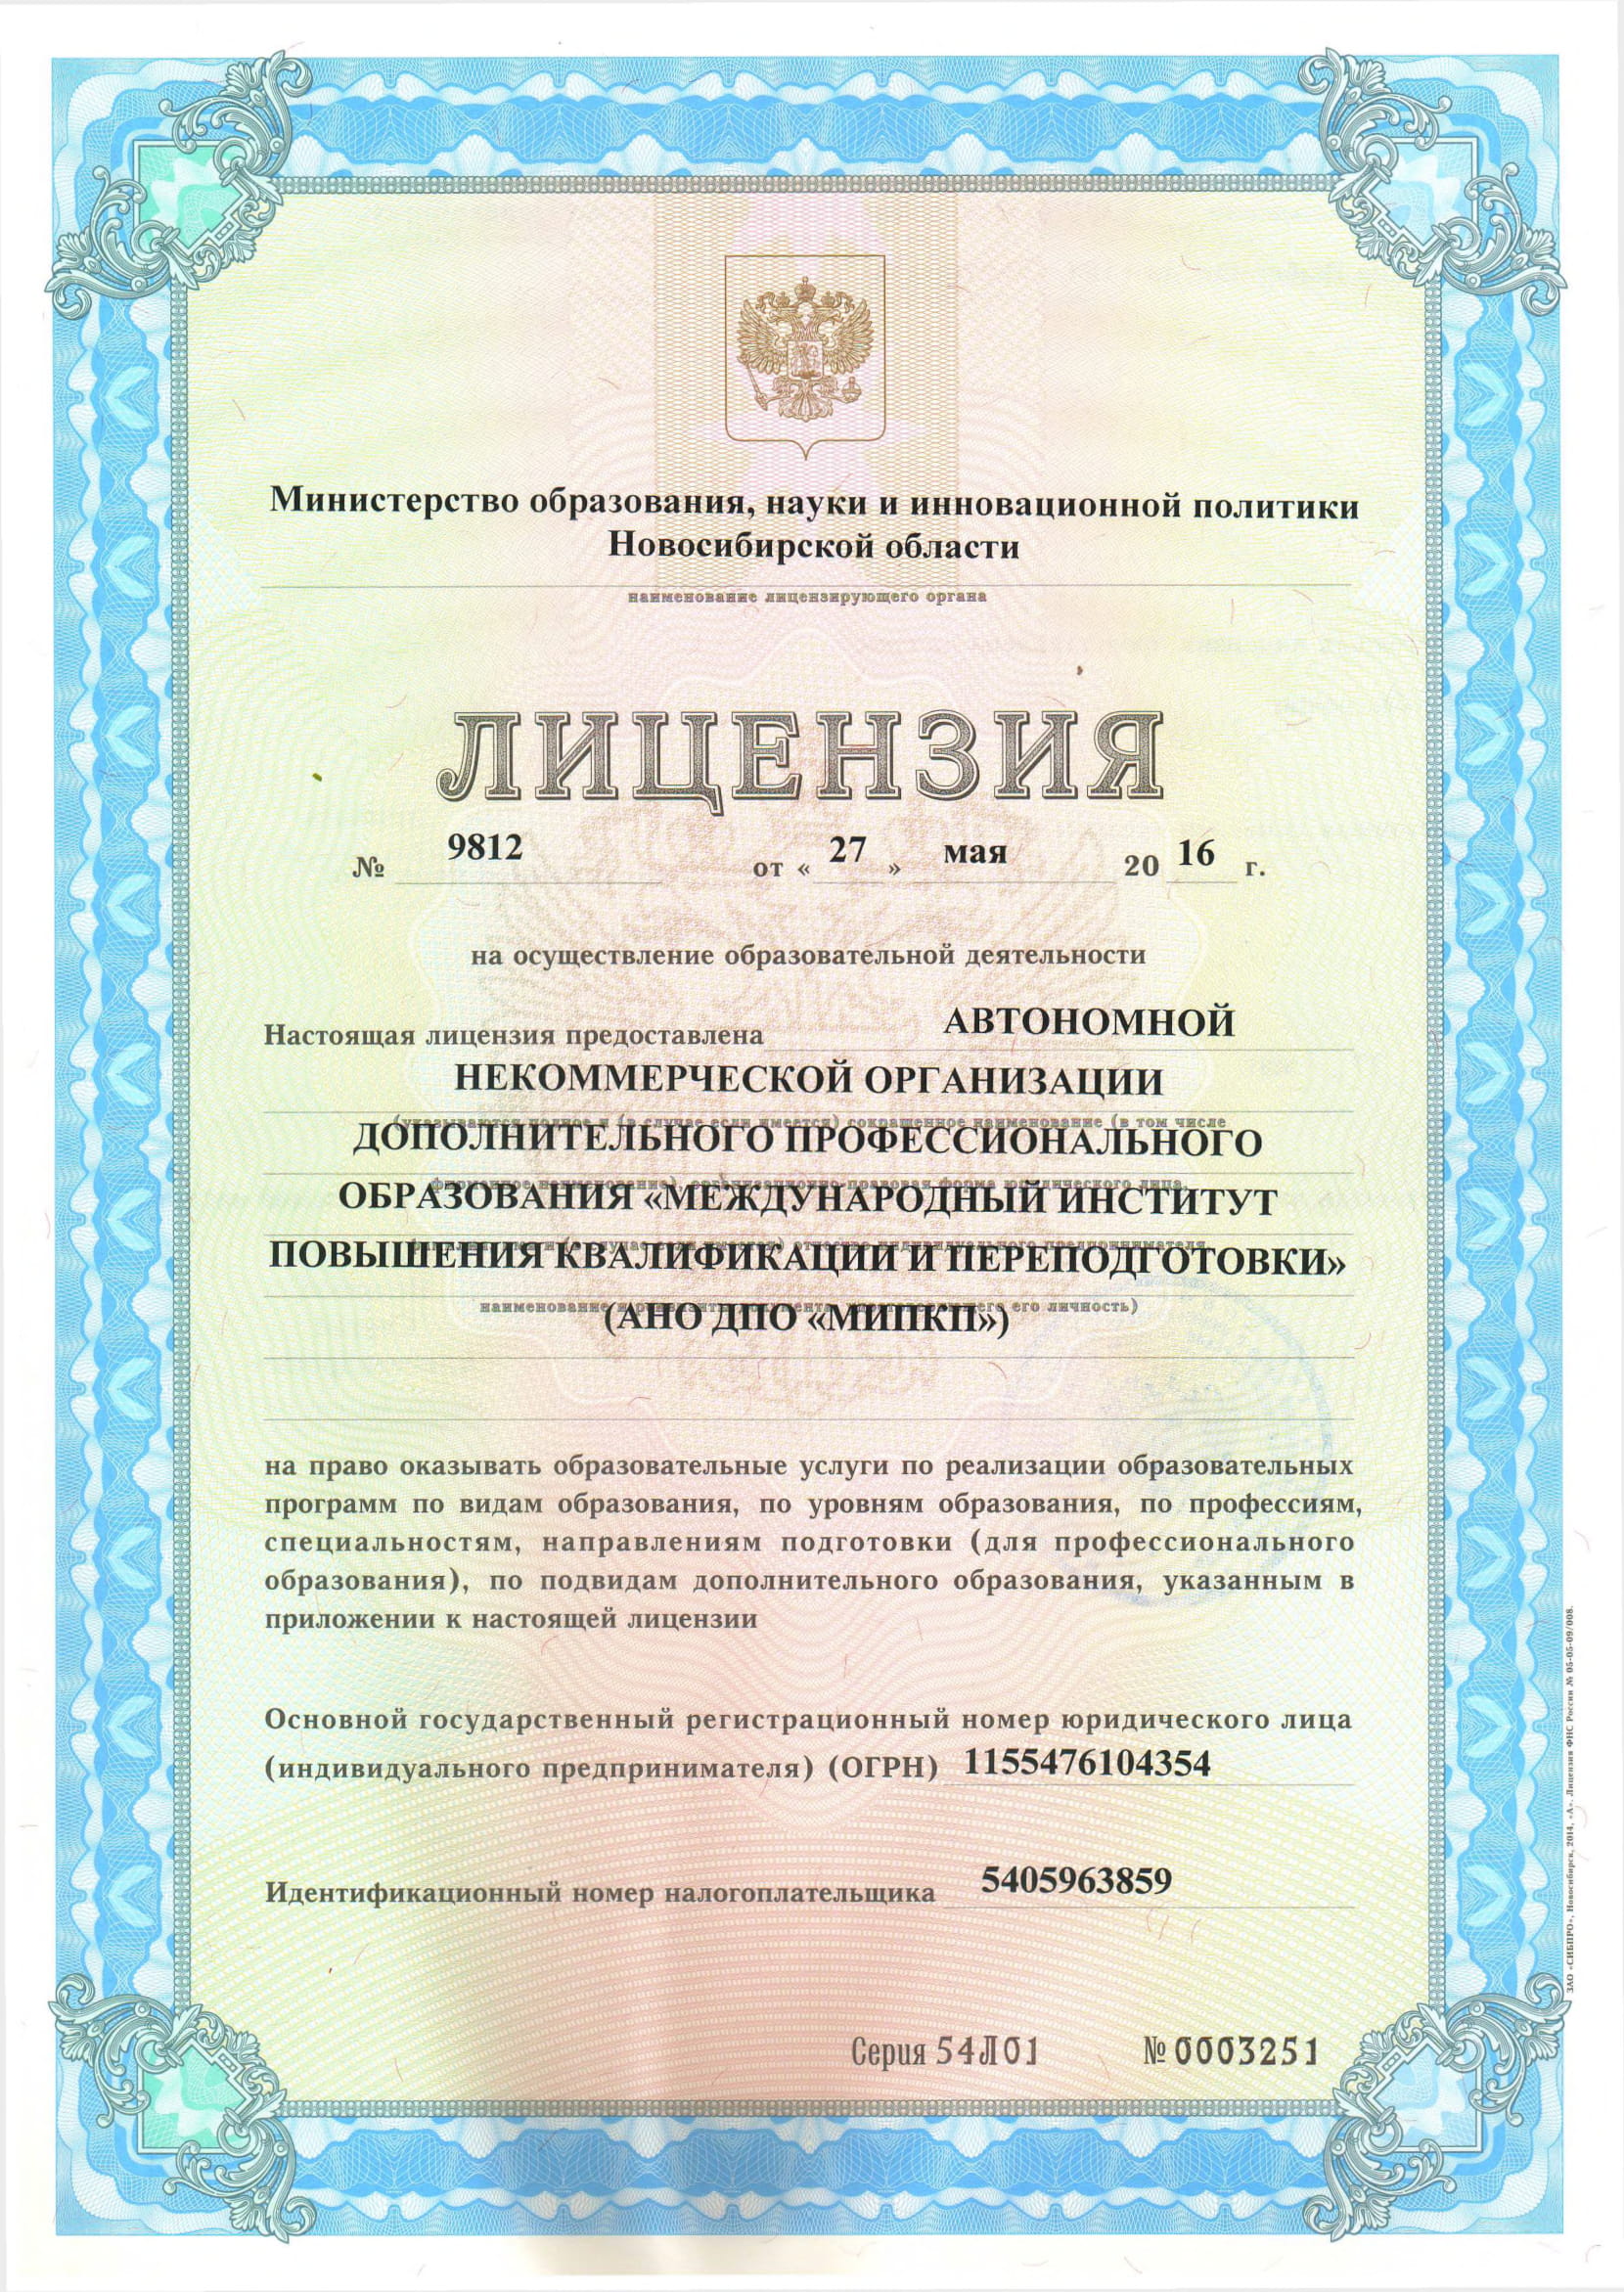 Министерство образования, науки и инновационной политики
Новосибирской области
наименование лицензирующего органа
ЛИЦЕНЗИЯ
№ 9812 от « 27 » мая 20 16 г.
на осуществление образовательной деятельности
Настоящая лицензия предоставлена АВТОНОМНОЙ
НЕКОММЕРЧЕСКОЙ ОРГАНИЗАЦИИ
(указываются полное и (в случае если имеется) сокращенное наименование (в том числе
ДОПОЛНИТЕЛЬНОГО ПРОФЕССИОНАЛЬНОГО
фирменное наименование), организационно-правовая форма юридического лица,
ОБРАЗОВАНИЯ «МЕЖДУНАРОДНЫЙ ИНСТИТУТ
отчество индивидуального предпринимателя,
ПОВЫШЕНИЯ КВАЛИФИКАЦИИ И ПЕРЕПОДГОТОВКИ»
наименование и реквизиты документа, удостоверяющего его личность)
(АНО ДПО «МИПКП»)
на право оказывать образовательные услуги по реализации образовательных
программ по видам образования, по уровням образования, по профессиям,
специальностям, направлениям подготовки (для профессионального
образования), по подвидам дополнительного образования, указанным в
приложении к настоящей лицензии
Основной государственный регистрационный номер юридического лица
(индивидуального предпринимателя) (ОГРН) 1155476104354
Идентификационный номер налогоплательщика 5405963859
Серия 54Л01 № 0003251
ЗАО «СИБПРО», Новосибирск, 2014, «А». Лицензия ФНС России № 05-05-09/008.